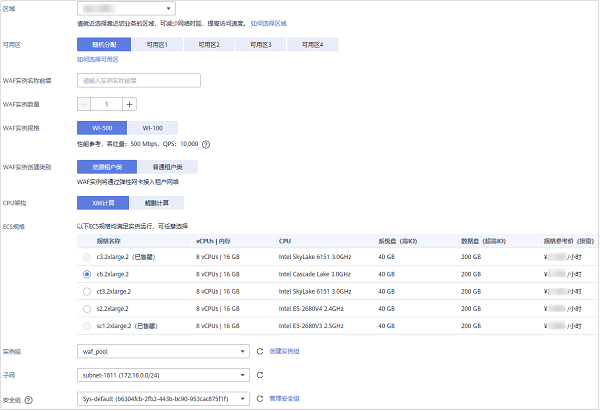 区域
请就近选择靠近您业务的区域，可减少网络时延，提高访问速度。 如何选择区域
可用区 随机分配 可用区1 可用区2 可用区3 可用区4
如何选择可用区
WAF实例名称前缀 请输入实例名称前缀
WAF实例数量 1
WAF实例规格 WI-500 WI-100
性能参考，吞吐量：500 Mbps，QPS：10,000
WAF实例创建类别 资源租户类 普通租户类
WAF实例将通过弹性网卡接入租户网络
CPU架构 X86计算 鲲鹏计算
ECS规格 以下ECS规格均满足实例运行，可任意选择
规格名称 vCPUs | 内存 CPU 系统盘（高IO） 数据盘（超高IO） 规格参考价（按需）
c3.2xlarge.2（已售罄） 8 vCPUs | 16 GB Intel SkyLake 6151 3.0GHz 40 GB 200 GB ¥ /小时
c6.2xlarge.2 8 vCPUs | 16 GB Intel Cascade Lake 3.0GHz 40 GB 200 GB ¥ /小时
ct3.2xlarge.2 8 vCPUs | 16 GB Intel SkyLake 6151 3.0GHz 40 GB 200 GB ¥ /小时
s2.2xlarge.2 8 vCPUs | 16 GB Intel E5-2680V4 2.4GHz 40 GB 200 GB ¥ /小时
sc1.2xlarge.2（已售罄） 8 vCPUs | 16 GB Intel E5-2680V3 2.5GHz 40 GB 200 GB ¥ /小时
实例组 waf_pool 创建实例组
子网 subnet-1611 (172.16.0.0/24)
安全组 Sys-default (b6304fcb-2fb2-443b-bc90-953cac875f1f) 管理安全组